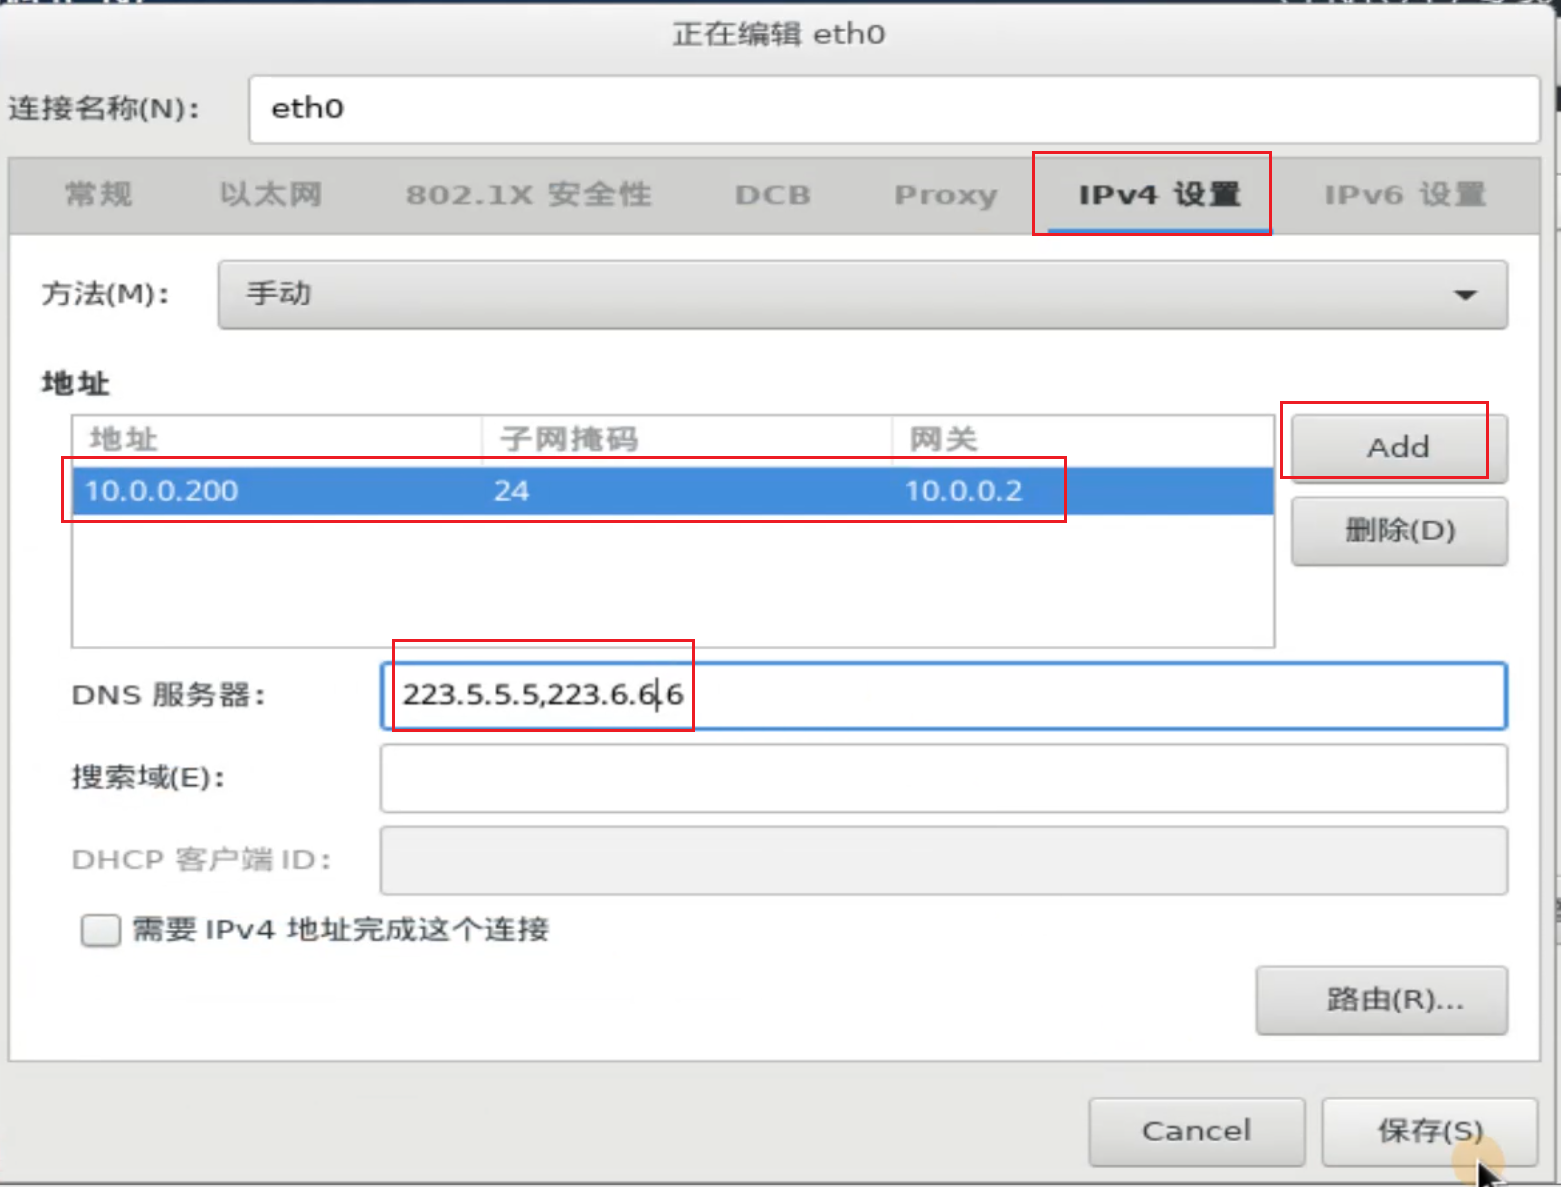 正在编辑 eth0
连接名称(N): eth0
常规 以太网 802.1X 安全性 DCB Proxy IPv4 设置 IPv6 设置
方法(M): 手动
地址
地址 子网掩码 网关
10.0.0.200 24 10.0.0.2
Add
删除(D)
DNS 服务器: 223.5.5.5,223.6.6.6
搜索域(E):
DHCP 客户端 ID:
需要 IPv4 地址完成这个连接
路由(R)...
Cancel 保存(S)